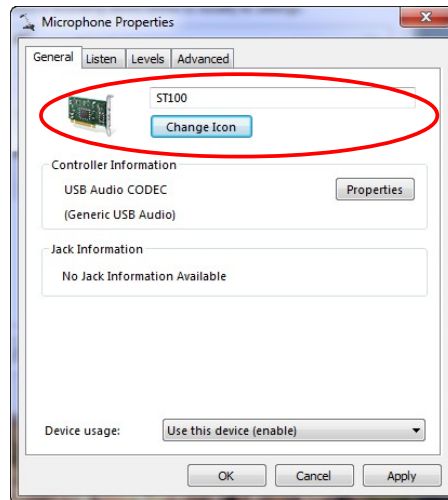 Microphone Properties
General Listen Levels Advanced
ST100
Change Icon
Controller Information
USB Audio CODEC Properties
(Generic USB Audio)
Jack Information
No Jack Information Available
Device usage: Use this device (enable)
OK Cancel Apply